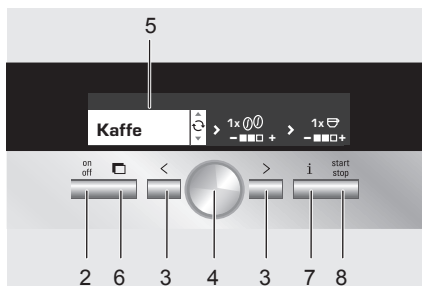 5
Kaffe
1x
1x
– +
– +
on
off
<
>
i
start
stop
2
6
3
4
3
7
8